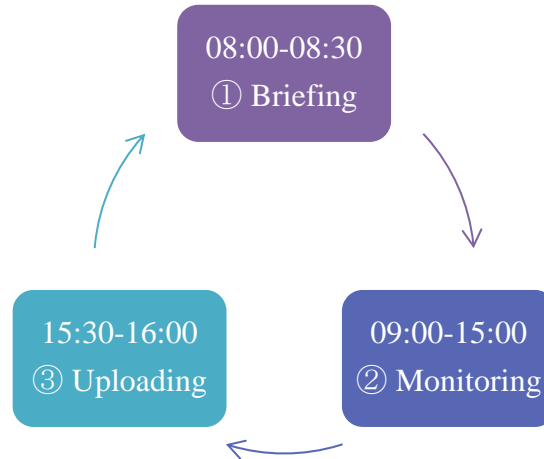 08:00-08:30
① Briefing
09:00-15:00
② Monitoring
15:30-16:00
③ Uploading